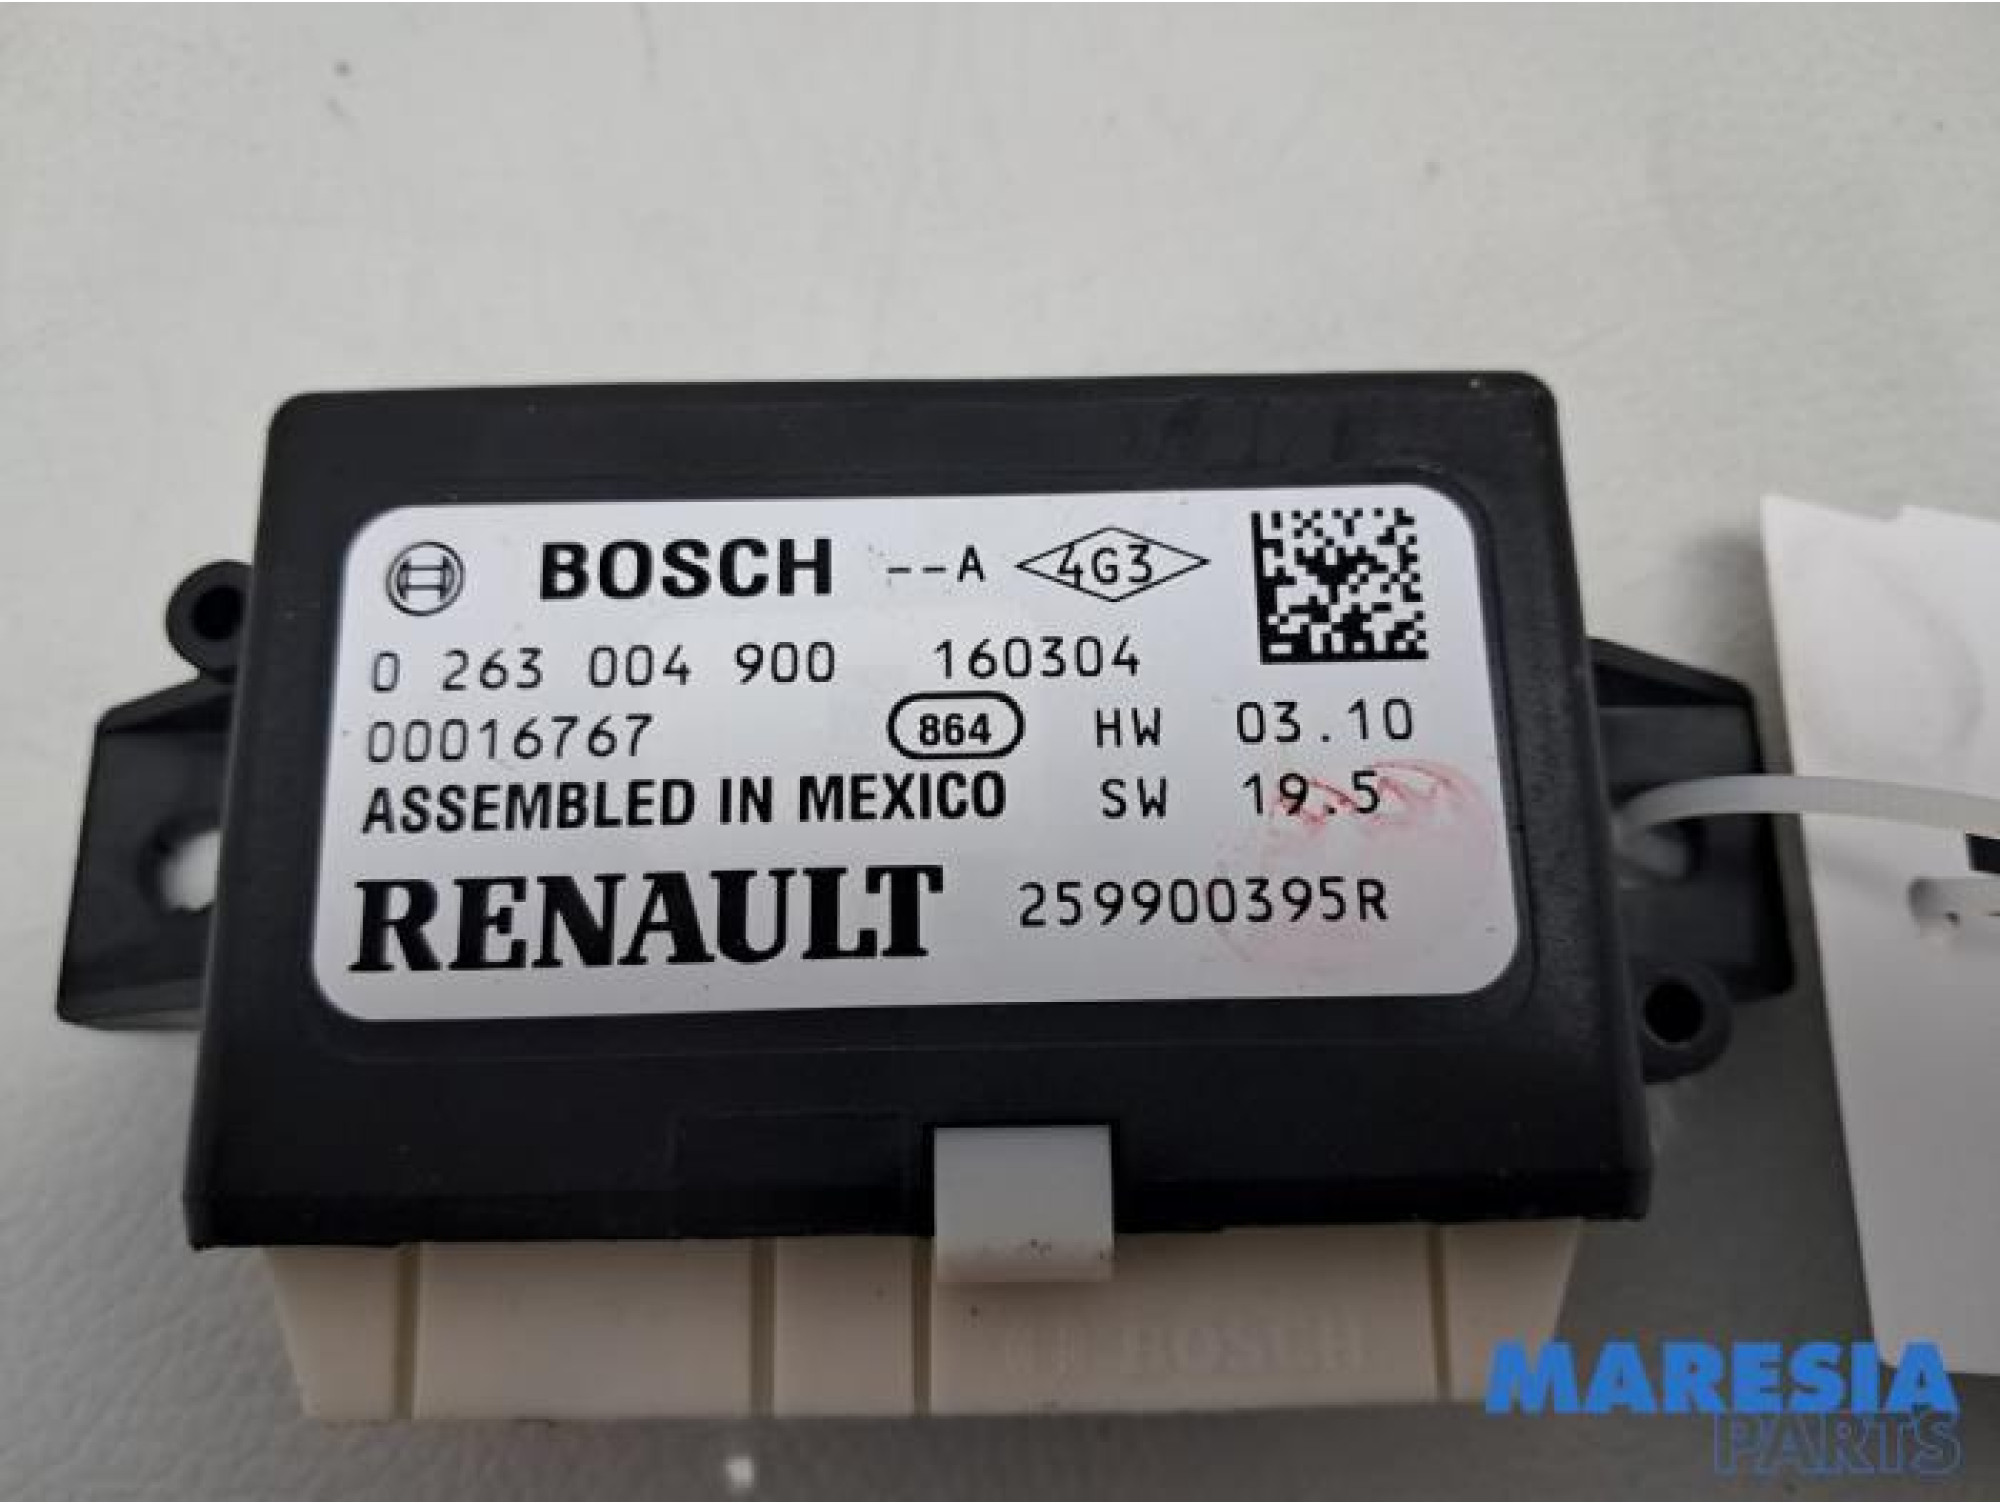 BOSCH --A 4G3
0 263 004 900 160304
00016767 864 HW 03.10
ASSEMBLED IN MEXICO SW 19.5
RENAULT 259900395R
BOSCH
MARESIA
PARTS